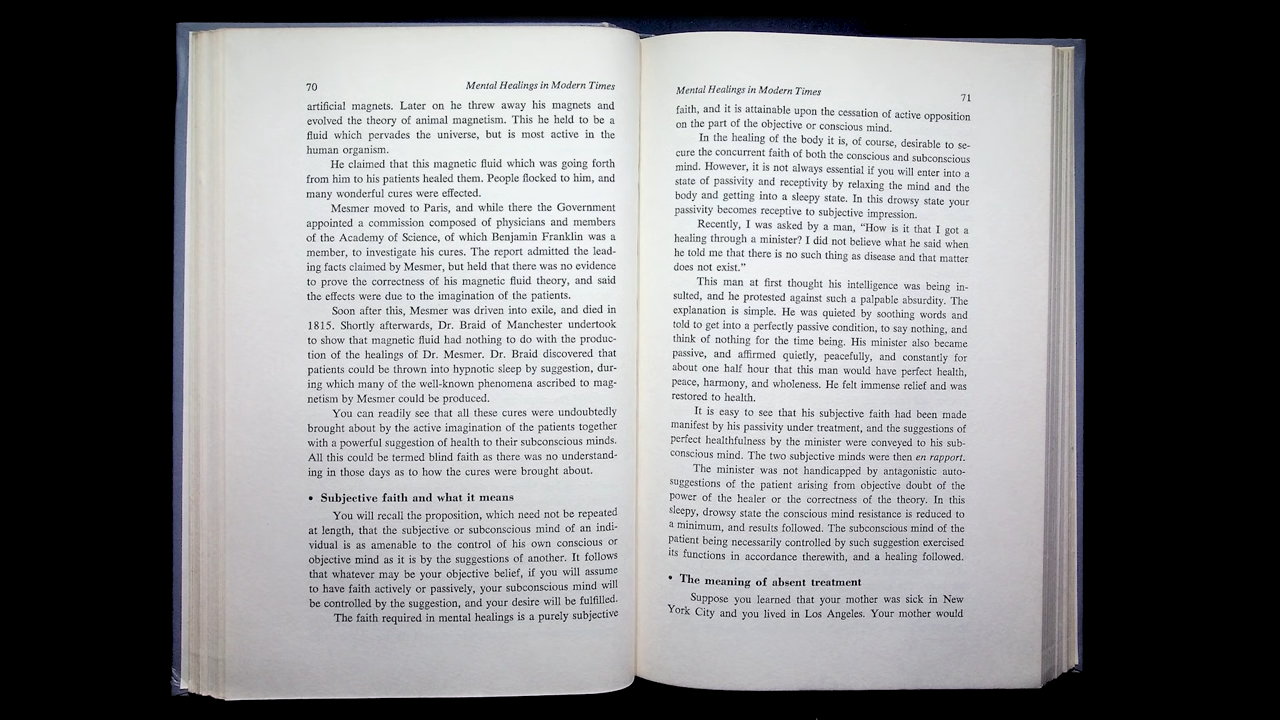 70
Mental Healings in Modern Times
artificial magnets. Later on he threw away his magnets and
evolved the theory of animal magnetism. This he held to be a
fluid which pervades the universe, but is most active in the
human organism.
He claimed that this magnetic fluid which was going forth
from him to his patients healed them. People flocked to him, and
many wonderful cures were effected.
Mesmer moved to Paris, and while there the Government
appointed a commission composed of physicians and members
of the Academy of Science, of which Benjamin Franklin was a
member, to investigate his cures. The report admitted the lead-
ing facts claimed by Mesmer, but held that there was no evidence
to prove the correctness of his magnetic fluid theory, and said
the effects were due to the imagination of the patients.
Soon after this, Mesmer was driven into exile, and died in
1815. Shortly afterwards, Dr. Braid of Manchester undertook
to show that magnetic fluid had nothing to do with the produc-
tion of the healings of Dr. Mesmer. Dr. Braid discovered that
patients could be thrown into hypnotic sleep by suggestion, dur-
ing which many of the well-known phenomena ascribed to mag-
netism by Mesmer could be produced.
You can readily see that all these cures were undoubtedly
brought about by the active imagination of the patients together
with a powerful suggestion of health to their subconscious minds.
All this could be termed blind faith as there was no understand-
ing in those days as to how the cures were brought about.
• Subjective faith and what it means
You will recall the proposition, which need not be repeated
at length, that the subjective or subconscious mind of an indi-
vidual is as amenable to the control of his own conscious or
objective mind as it is by the suggestions of another. It follows
that whatever may be your objective belief, if you will assume
to have faith actively or passively, your subconscious mind will
be controlled by the suggestion, and your desire will be fulfilled.
The faith required in mental healings is a purely subjective
Mental Healings in Modern Times
71
faith, and it is attainable upon the cessation of active opposition
on the part of the objective or conscious mind.
In the healing of the body it is, of course, desirable to se-
cure the concurrent faith of both the conscious and subconscious
mind. However, it is not always essential if you will enter into a
state of passivity and receptivity by relaxing the mind and the
body and getting into a sleepy state. In this drowsy state your
passivity becomes receptive to subjective impression.
Recently, I was asked by a man, “How is it that I got a
healing through a minister? I did not believe what he said when
he told me that there is no such thing as disease and that matter
does not exist.”
This man at first thought his intelligence was being in-
sulted, and he protested against such a palpable absurdity. The
explanation is simple. He was quieted by soothing words and
told to get into a perfectly passive condition, to say nothing, and
think of nothing for the time being. His minister also became
passive, and affirmed quietly, peacefully, and constantly for
about one half hour that this man would have perfect health,
peace, harmony, and wholeness. He felt immense relief and was
restored to health.
It is easy to see that his subjective faith had been made
manifest by his passivity under treatment, and the suggestions of
perfect healthfulness by the minister were conveyed to his sub-
conscious mind. The two subjective minds were then en rapport.
The minister was not handicapped by antagonistic auto-
suggestions of the patient arising from objective doubt of the
power of the healer or the correctness of the theory. In this
sleepy, drowsy state the conscious mind resistance is reduced to
a minimum, and results followed. The subconscious mind of the
patient being necessarily controlled by such suggestion exercised
its functions in accordance therewith, and a healing followed.
• The meaning of absent treatment
Suppose you learned that your mother was sick in New
York City and you lived in Los Angeles. Your mother would